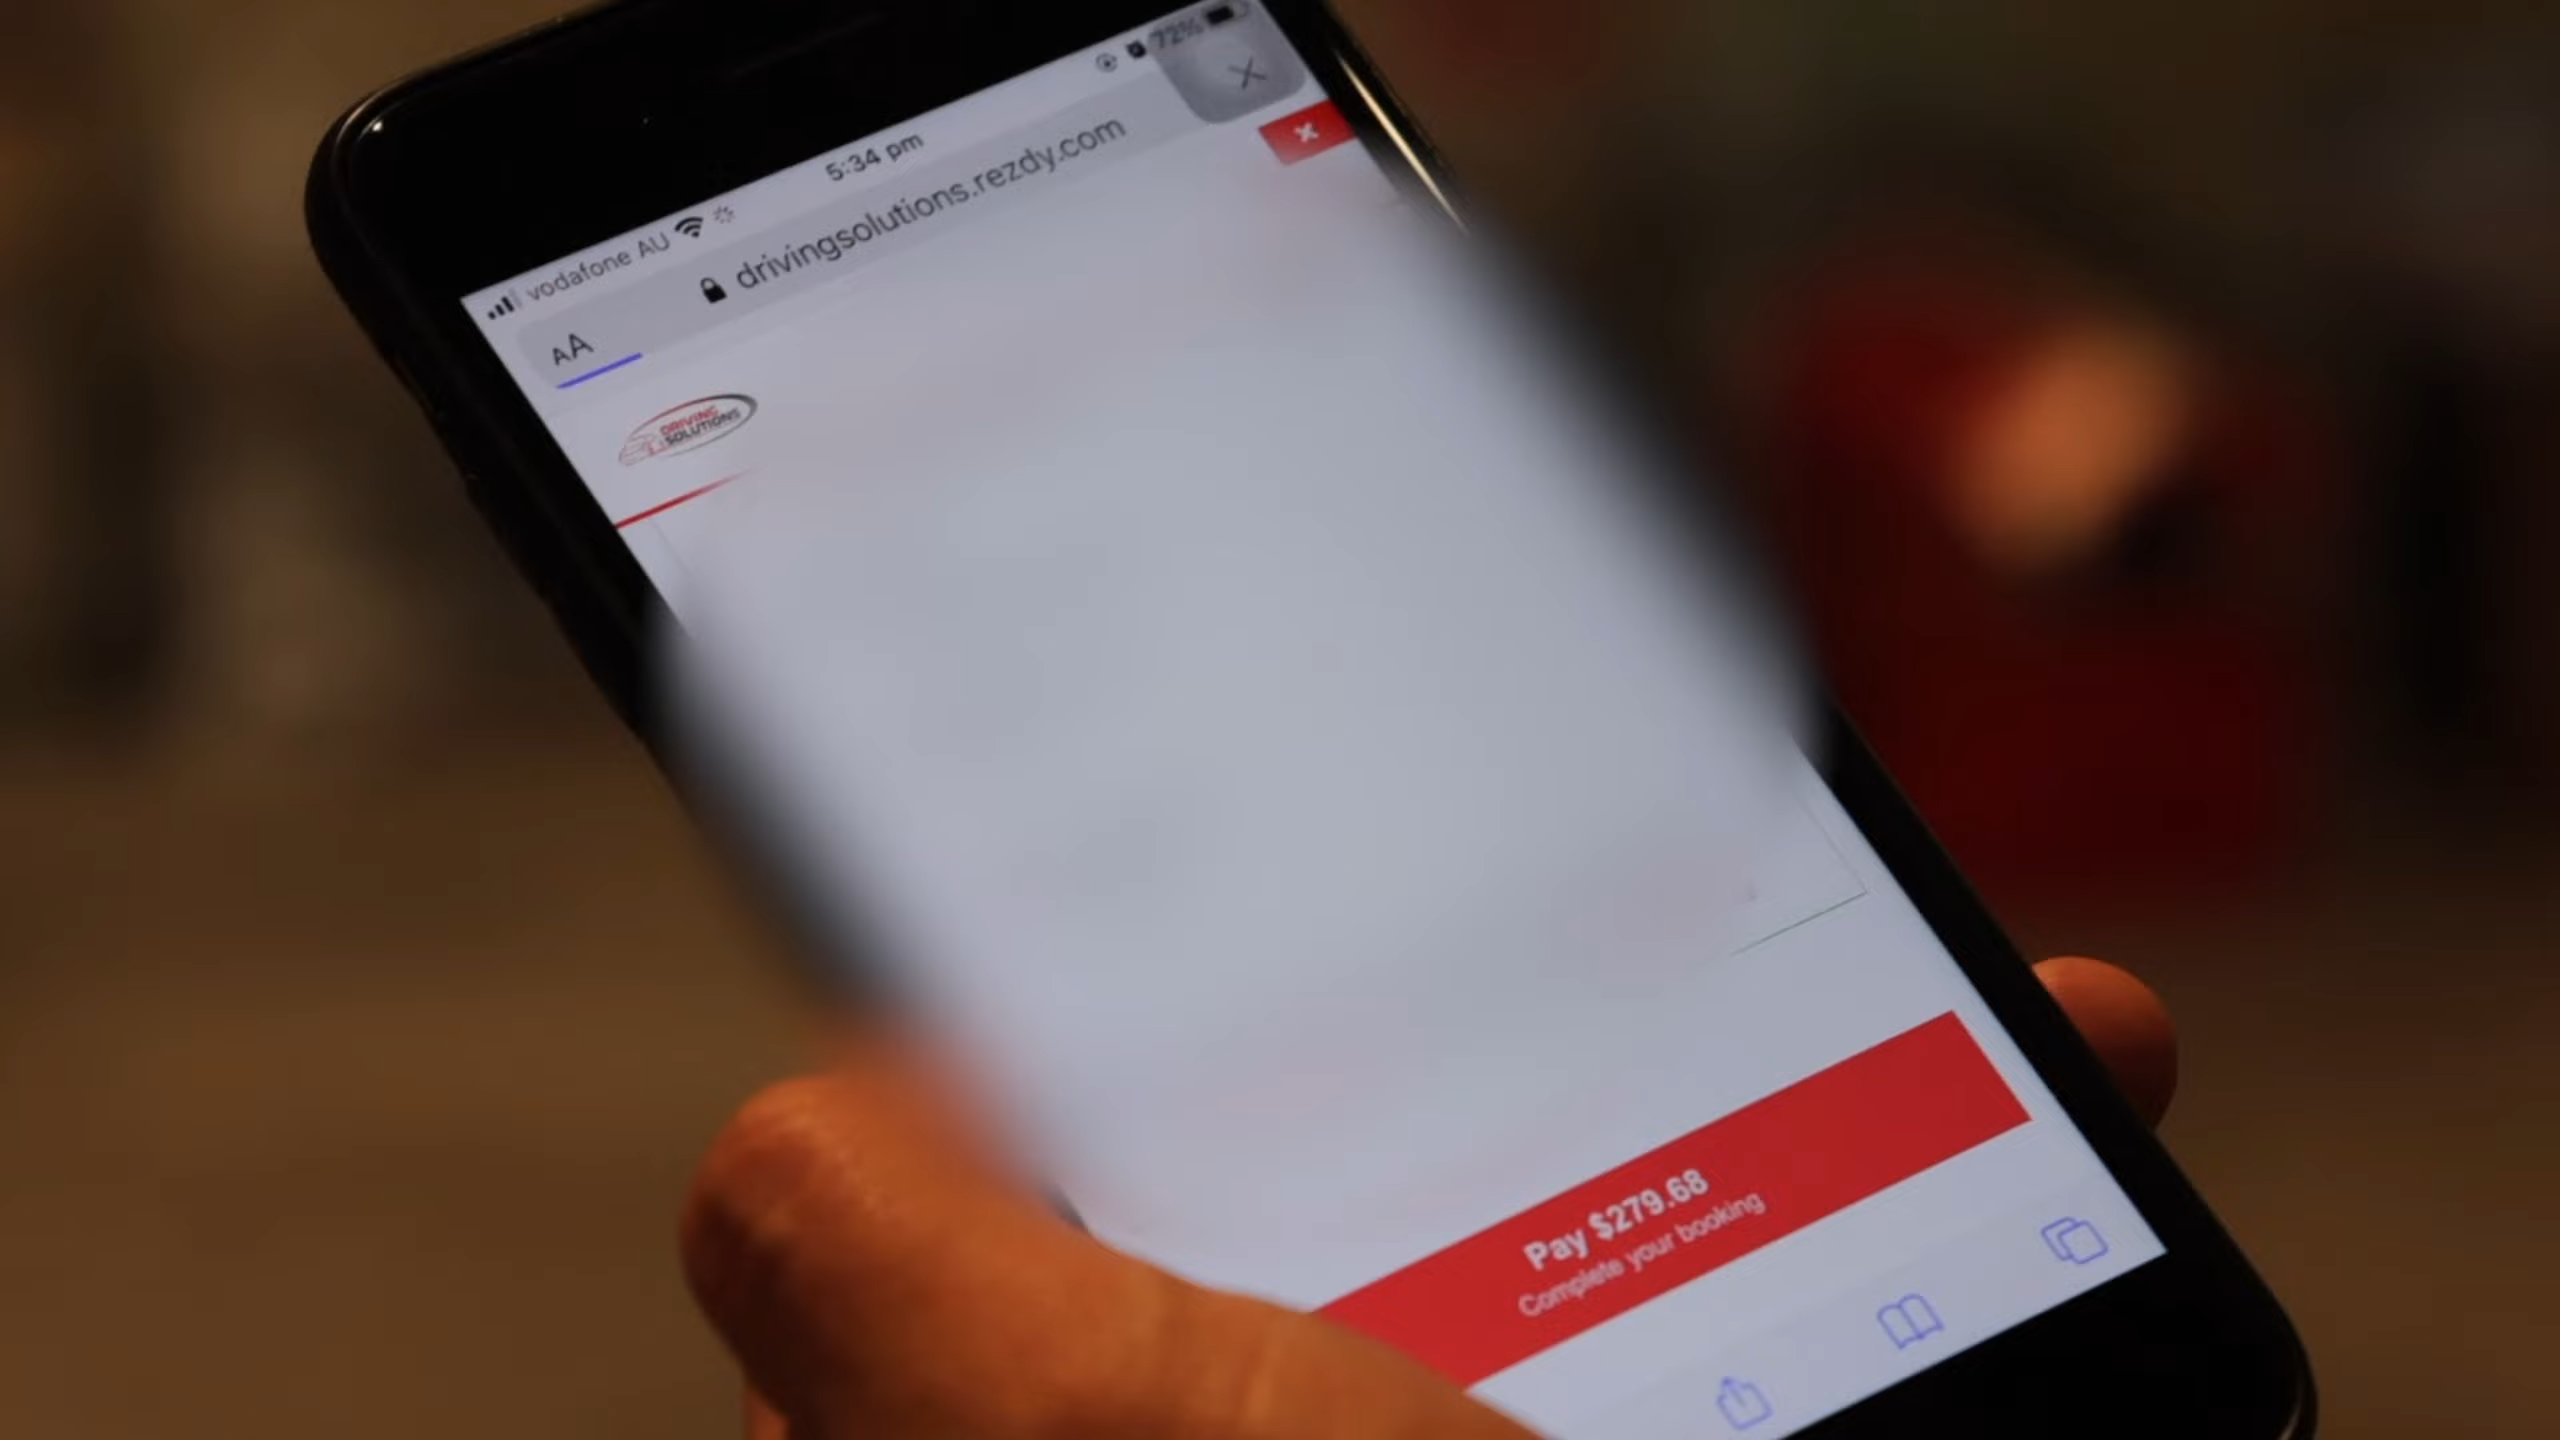 vodafone AU
5:34 pm
72%
AA
drivingsolutions.rezdy.com
DRIVING
SOLUTIONS
Pay $279.68
Complete your booking